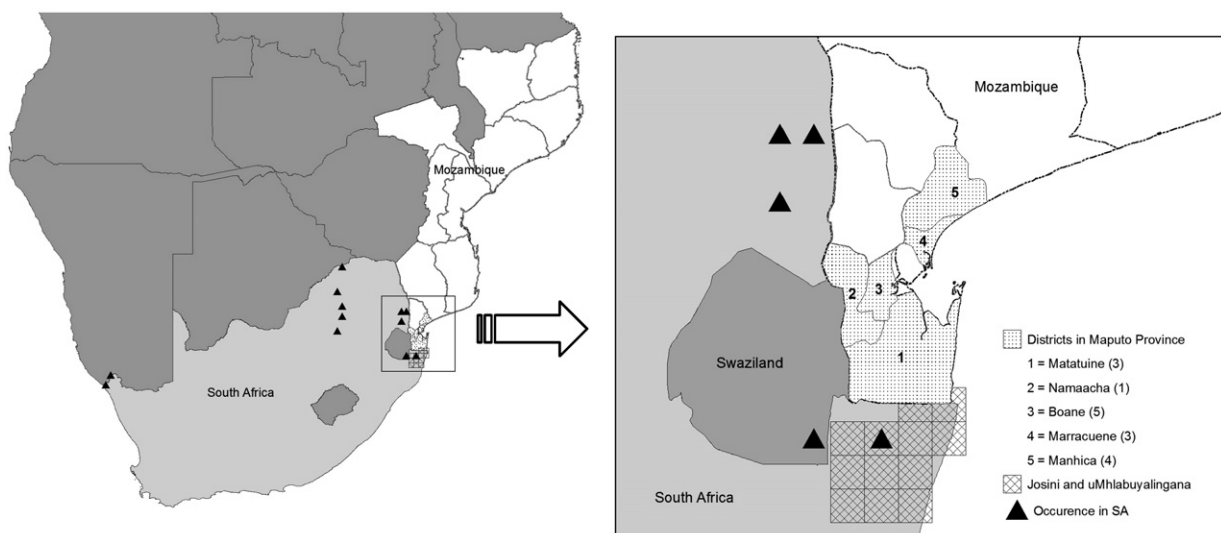 Mozambique
South Africa
Mozambique
5
4
2
3
1
Swaziland
South Africa
Districts in Maputo Province
1 = Matatuine (3)
2 = Namaacha (1)
3 = Boane (5)
4 = Marracuene (3)
5 = Manhica (4)
Josini and uMhlabuyalingana
Occurence in SA